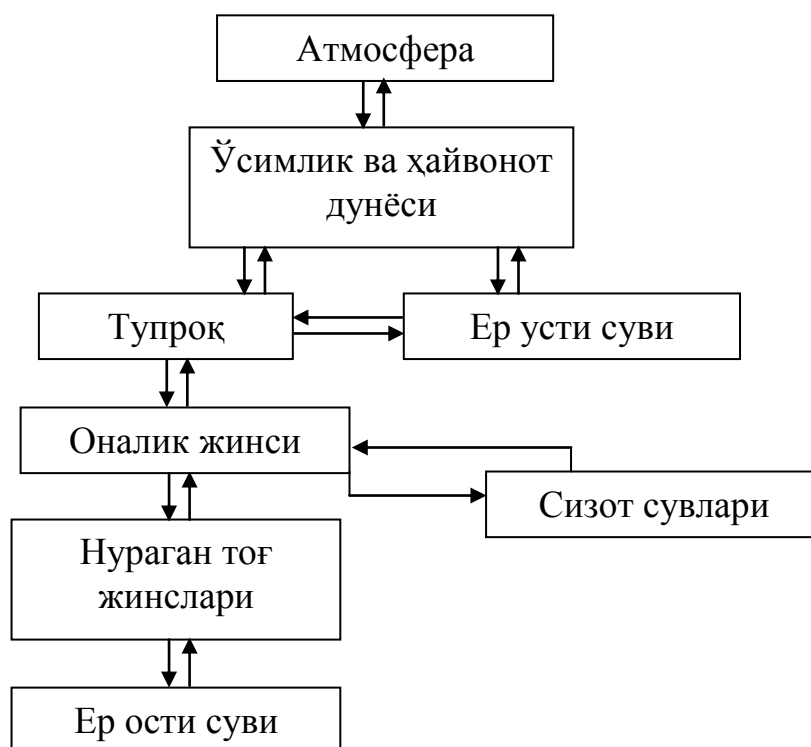 Атмосфера
Ўсимлик ва ҳайвонот
дунёси
Тупроқ
Ер усти суви
Оналик жинси
Сизот сувлари
Нураган тоғ
жинслари
Ер ости суви